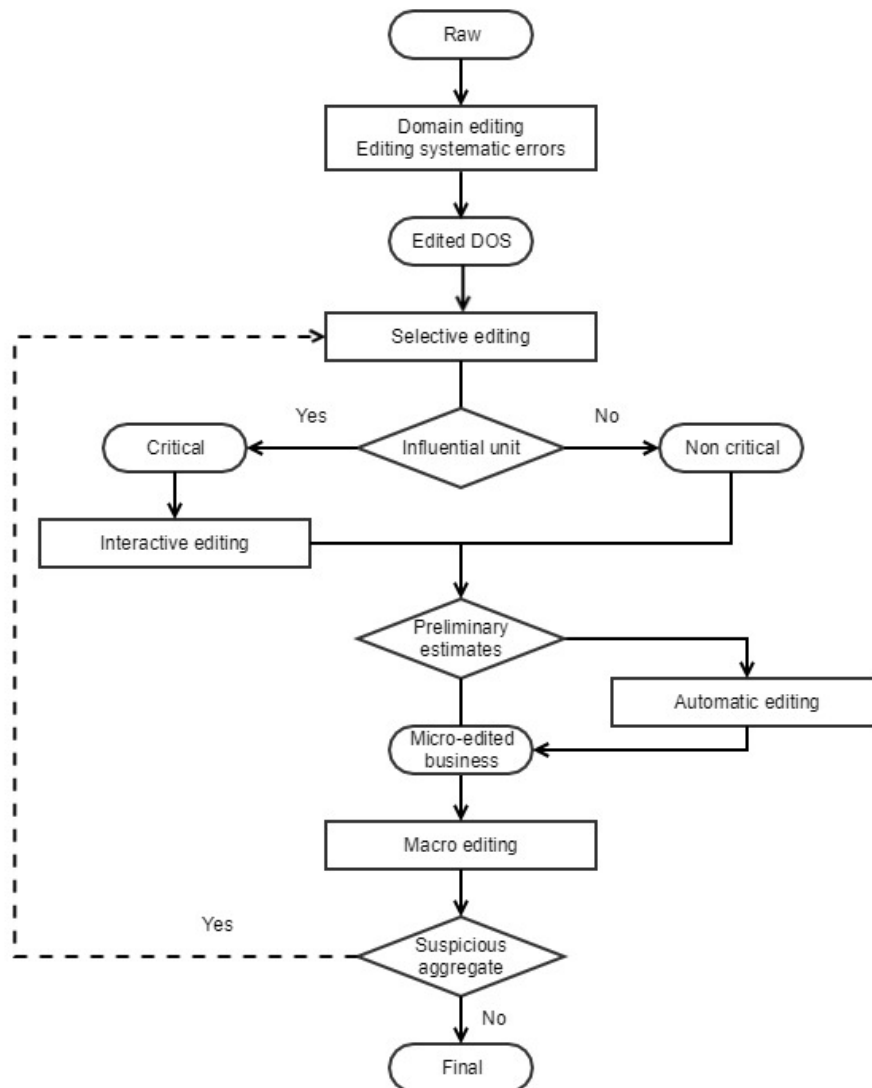 Raw
Domain editing
Editing systematic errors
Edited DOS
Selective editing
Yes
No
Critical
Influential unit
Non critical
Interactive editing
Preliminary
estimates
Automatic editing
Micro-edited
business
Macro editing
Yes
Suspicious
aggregate
No
Final